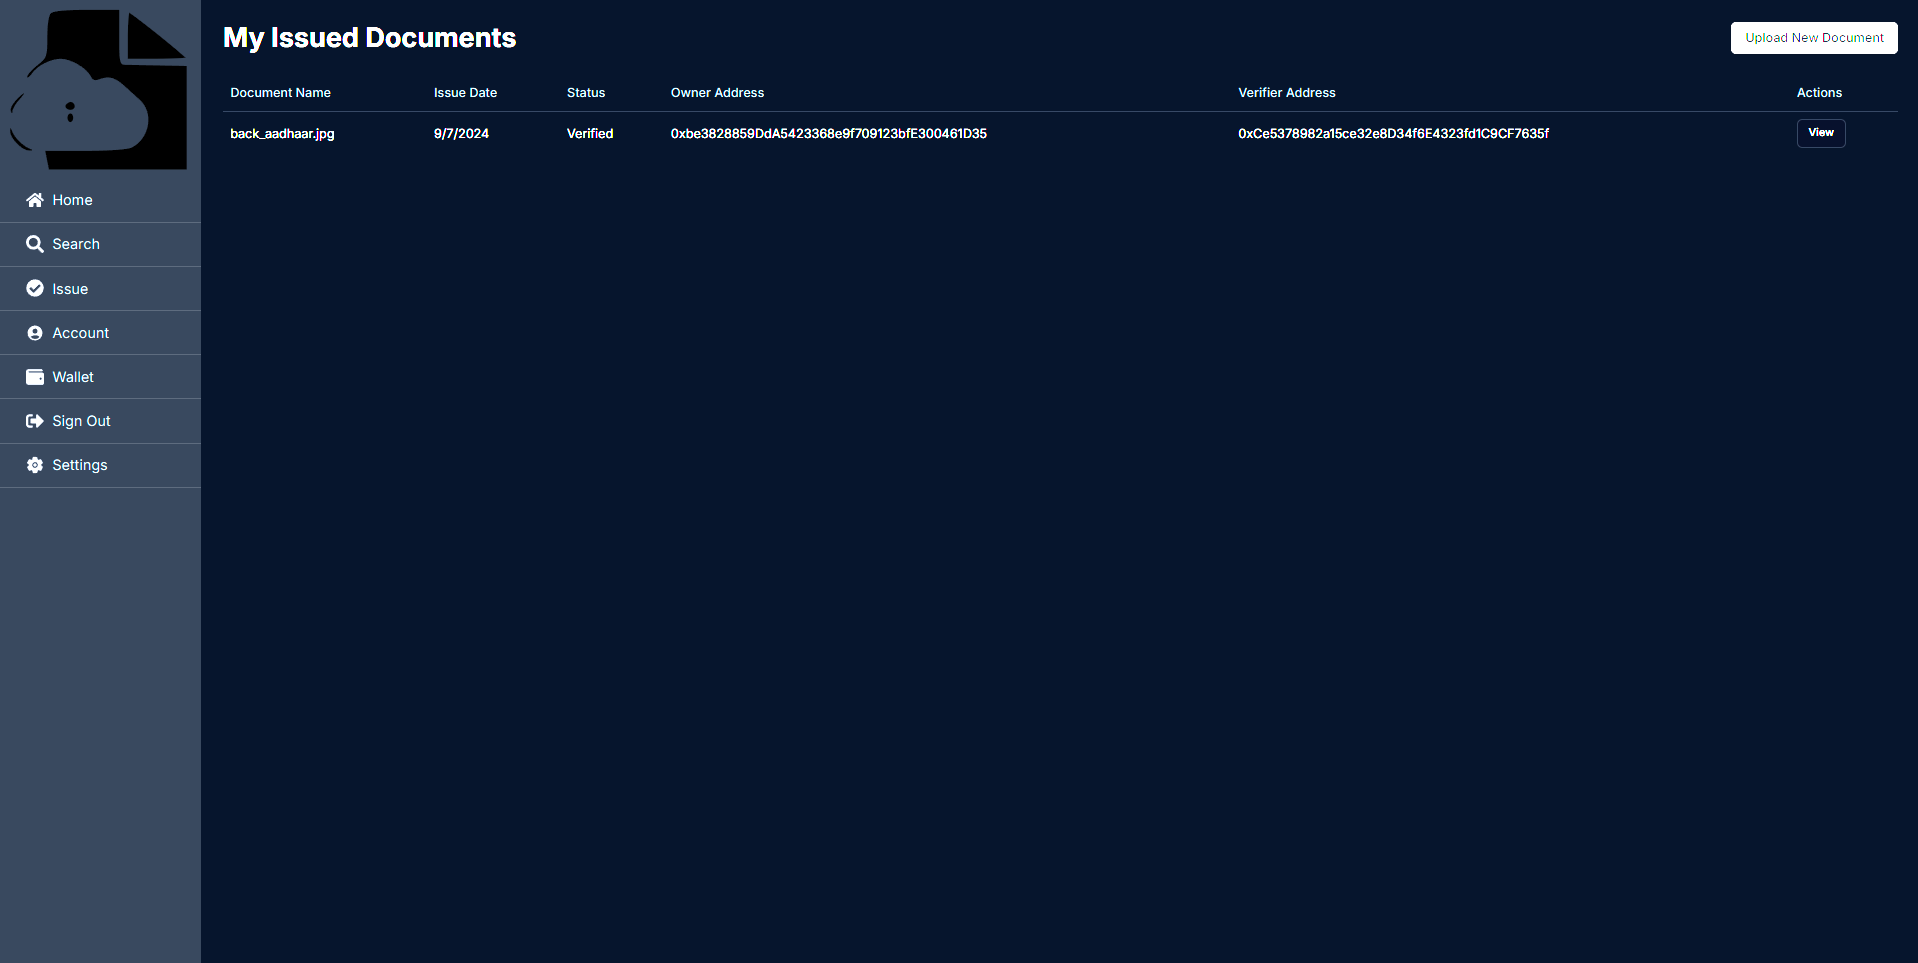 My Issued Documents
Upload New Document
Document Name Issue Date Status Owner Address Verifier Address Actions
back_aadhaar.jpg 9/7/2024 Verified 0xbe3828859DdA5423368e9f709123bfE300461D35 0xCe5378982a15ce32e8D34f6E4323fd1C9CF7635f View
Home
Search
Issue
Account
Wallet
Sign Out
Settings